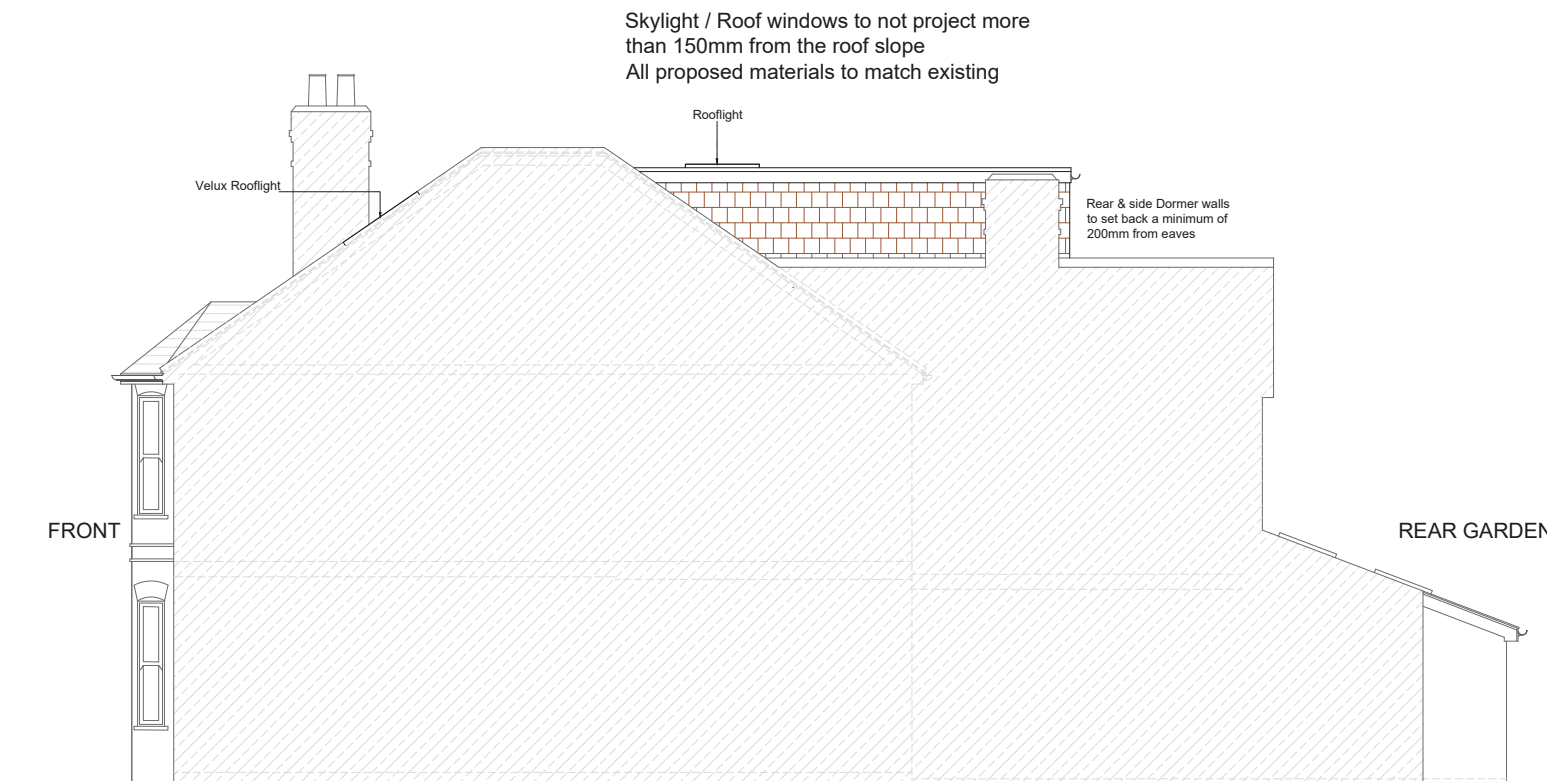 Skylight / Roof windows to not project more
than 150mm from the roof slope
All proposed materials to match existing
Rooflight
Velux Rooflight
Rear & side Dormer walls
to set back a minimum of
200mm from eaves
FRONT
REAR GARDEN